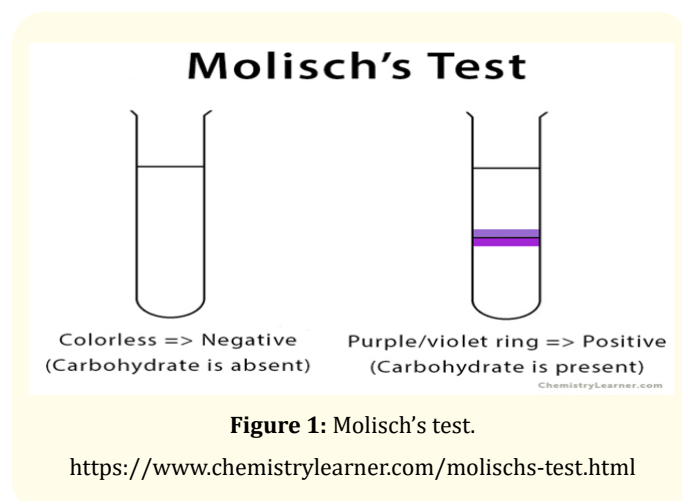 Molisch's Test
Colorless => Negative
(Carbohydrate is absent)
Purple/violet ring => Positive
(Carbohydrate is present)
ChemistryLearner.com
Figure 1: Molisch's test.
https://www.chemistrylearner.com/molischs-test.html